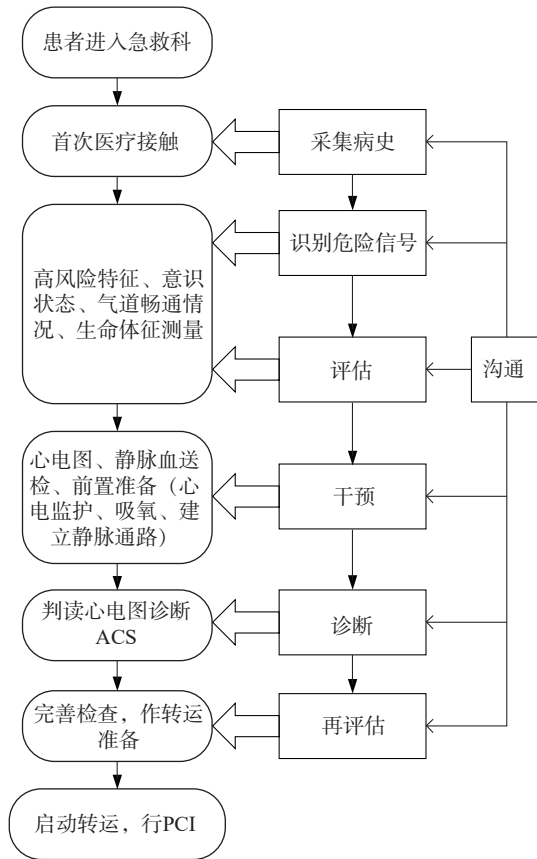 患者进入急救科
首次医疗接触
采集病史
识别危险信号
高风险特征、意识
状态、气道畅通情
况、生命体征测量
评估
沟通
心电图、静脉血送
检、前置准备（心
电监护、吸氧、建
立静脉通路）
干预
判读心电图诊断
ACS
诊断
完善检查，作转运
准备
再评估
启动转运，行PCI